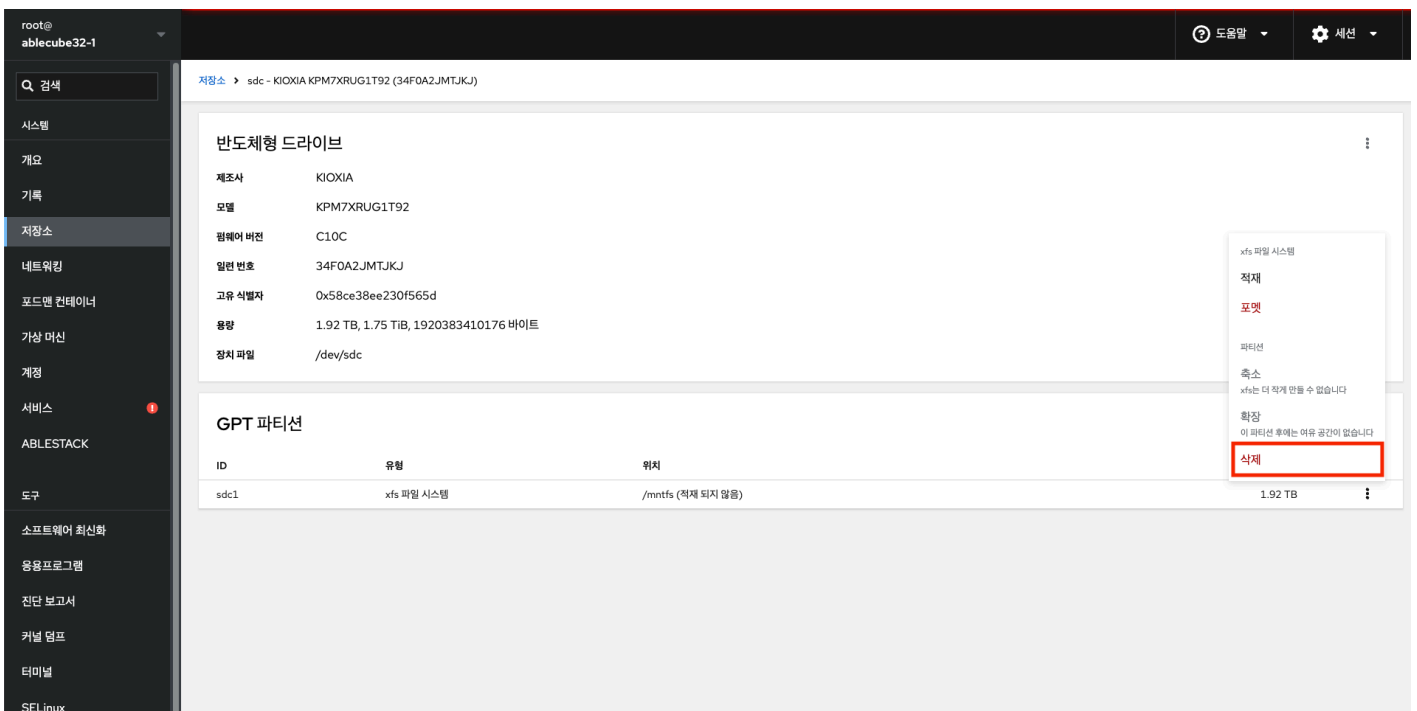 root@
ablecube32-1
도움말
세션
검색
시스템
개요
기록
저장소
네트워킹
포드맨 컨테이너
가상 머신
계정
서비스
ABLESTACK
도구
소프트웨어 최신화
응용프로그램
진단 보고서
커널 덤프
터미널
SELinux
저장소 > sdc - KIOXIA KPM7XRUG1T92 (34F0A2JMTJKJ)
반도체형 드라이브
제조사 KIOXIA
모델 KPM7XRUG1T92
펌웨어 버전 C10C
일련 번호 34F0A2JMTJKJ
고유 식별자 0x58ce38ee230f565d
용량 1.92 TB, 1.75 TiB, 1920383410176 바이트
장치 파일 /dev/sdc
xfs 파일 시스템
적재
포멧
파티션
축소
xfs는 더 작게 만들 수 없습니다
확장
이 파티션 후에는 여유 공간이 없습니다
삭제
GPT 파티션
ID 유형 위치
sdc1 xfs 파일 시스템 /mntfs (적재 되지 않음) 1.92 TB